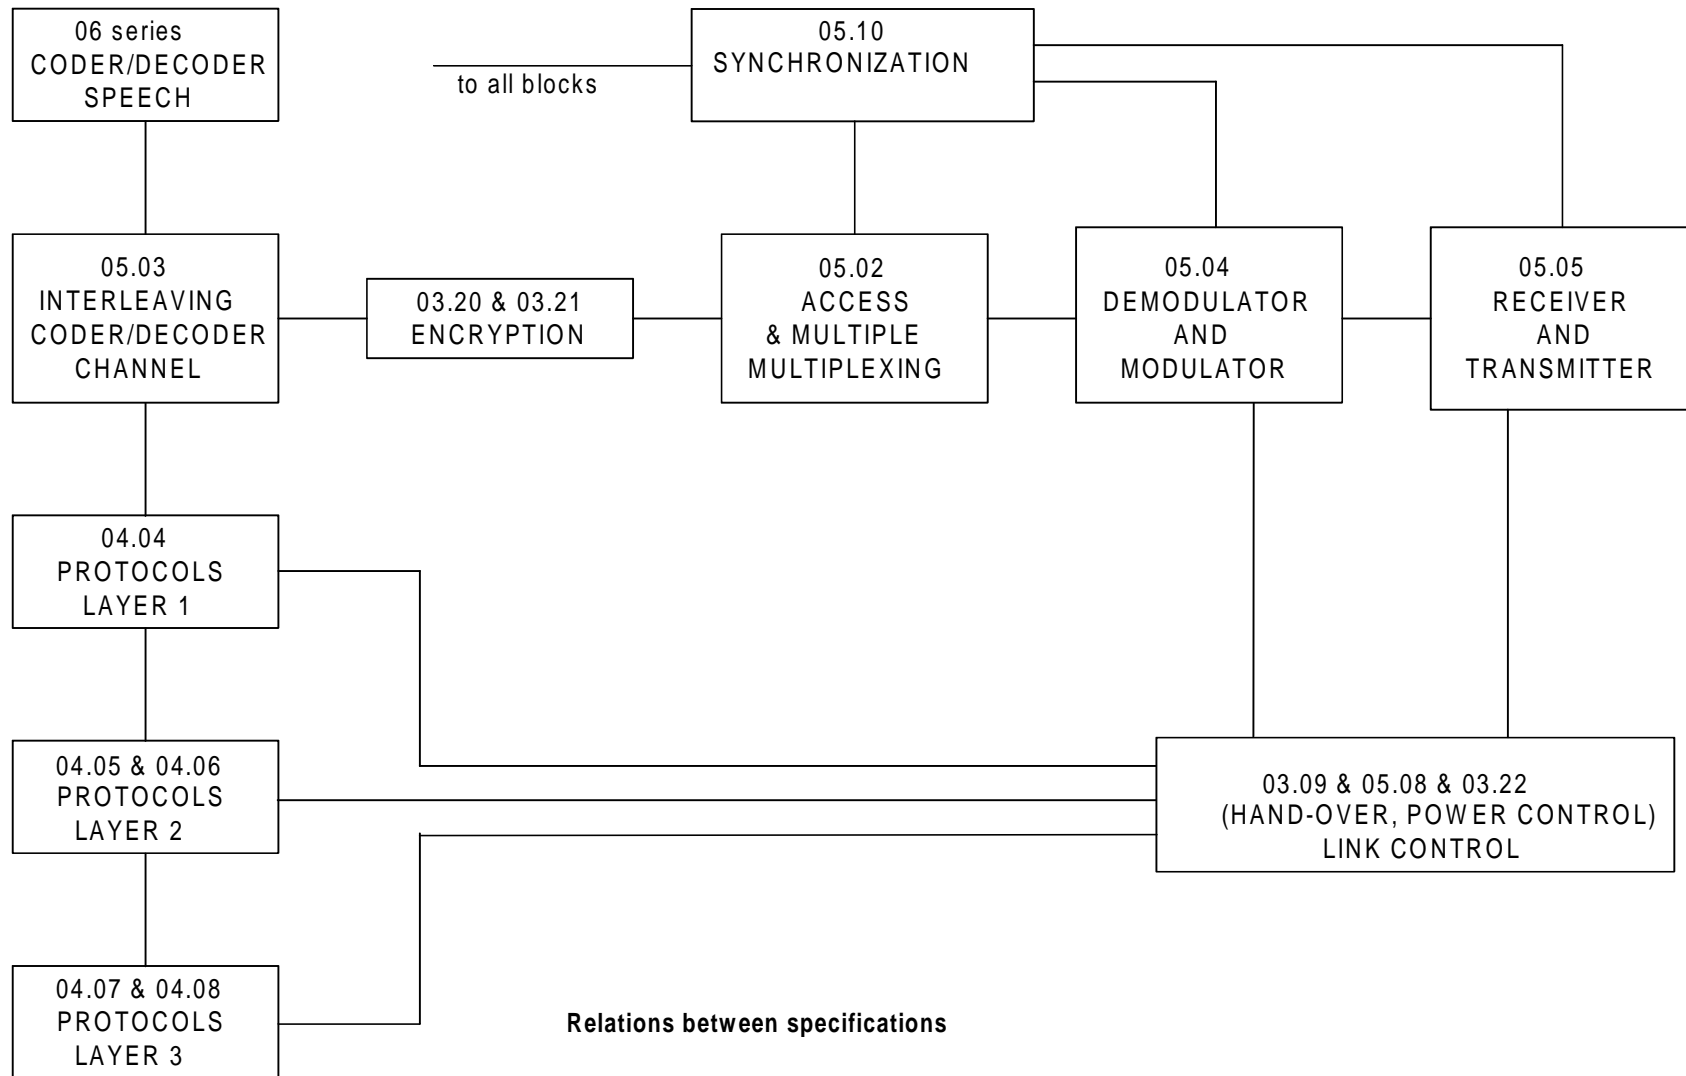 06 series
CODER/DECODER
SPEECH
to all blocks
05.10
SYNCHRONIZATION
05.03
INTERLEAVING
CODER/DECODER
CHANNEL
03.20 & 03.21
ENCRYPTION
05.02
ACCESS
& MULTIPLE
MULTIPLEXING
05.04
DEMODULATOR
AND
MODULATOR
05.05
RECEIVER
AND
TRANSMITTER
04.04
PROTOCOLS
LAYER 1
04.05 & 04.06
PROTOCOLS
LAYER 2
03.09 & 05.08 & 03.22
(HAND-OVER, POWER CONTROL)
LINK CONTROL
04.07 & 04.08
PROTOCOLS
LAYER 3
Relations between specifications